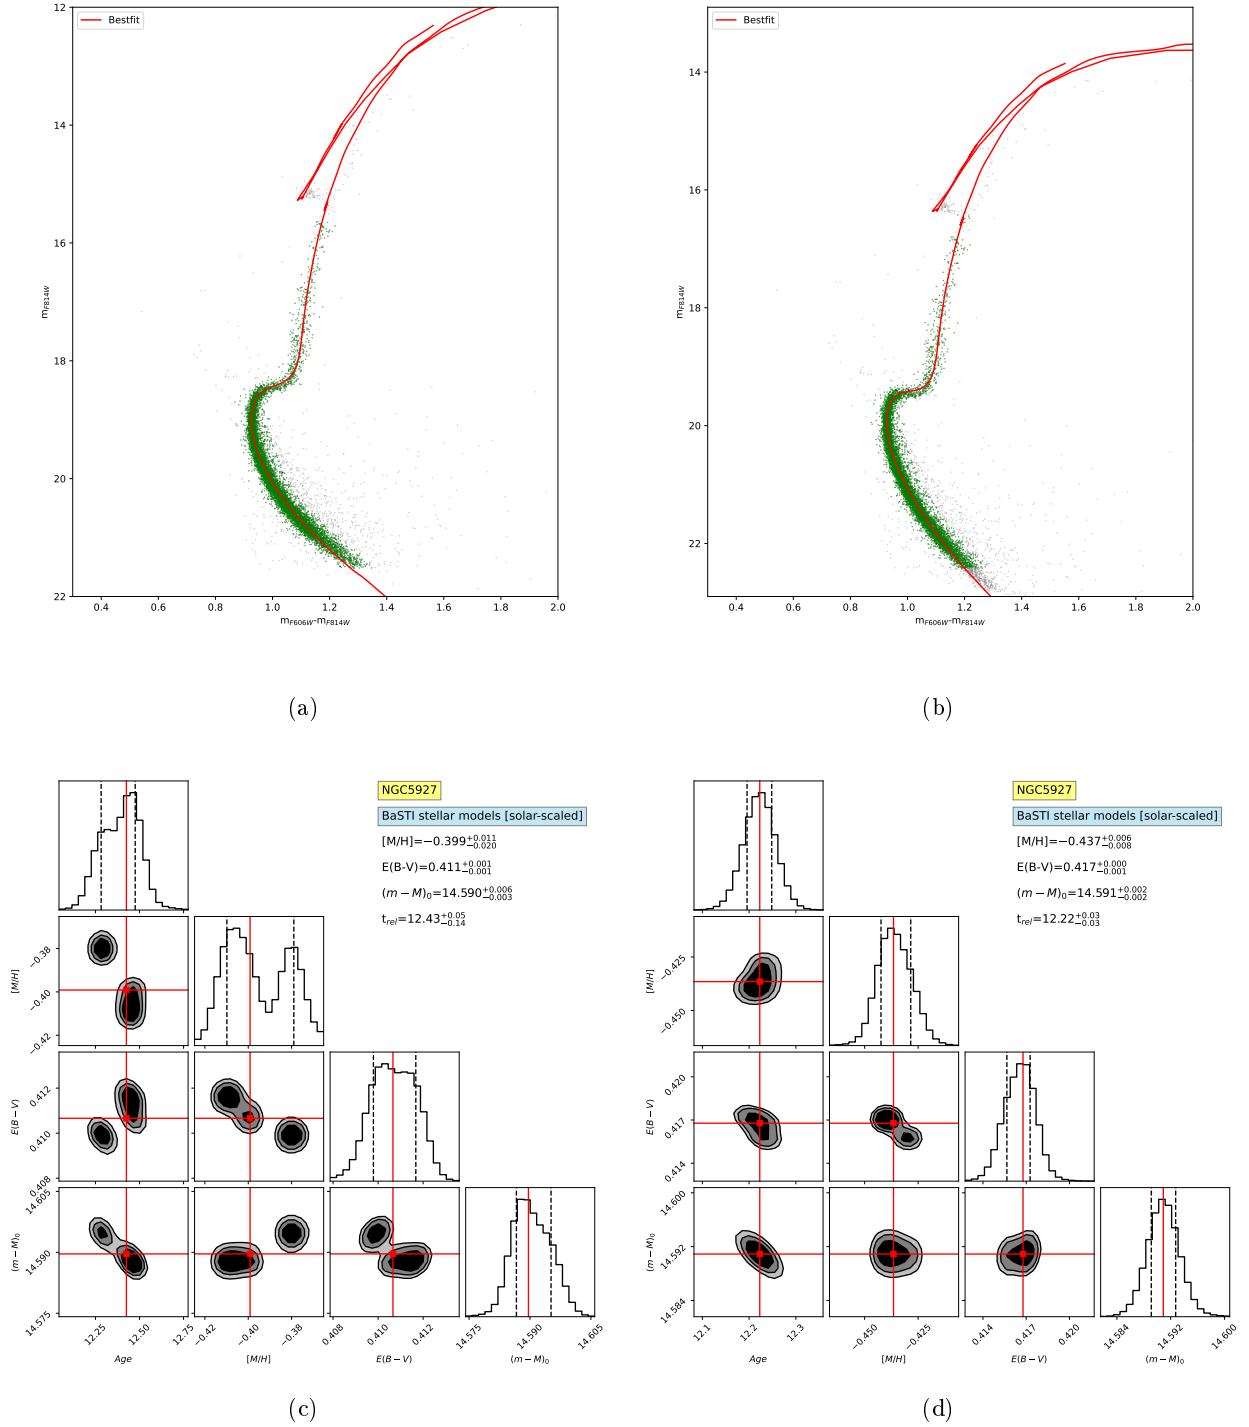 Bestfit
12
14
16
18
20
22
m_F814W
0.4
0.6
0.8
1.0
1.2
1.4
1.6
1.8
2.0
m_F606W-m_F814W
(a)
Bestfit
14
16
18
20
22
m_F814W
0.4
0.6
0.8
1.0
1.2
1.4
1.6
1.8
2.0
m_F606W-m_F814W
(b)
NGC5927
BaSTI stellar models [solar-scaled]
[M/H]=−0.399 +0.011 −0.020
E(B-V)=0.411 +0.001 −0.001
(m − M)₀=14.590 +0.006 −0.003
t_rel=12.43 +0.05 −0.14
−0.38
−0.40
−0.42
[M/H]
0.412
0.410
0.408
E(B − V)
14.605
14.590
14.575
(m − M)₀
12.25
12.50
12.75
Age
−0.42
−0.40
−0.38
[M/H]
0.408
0.410
0.412
E(B − V)
14.575
14.590
14.605
(m − M)₀
(c)
NGC5927
BaSTI stellar models [solar-scaled]
[M/H]=−0.437 +0.006 −0.008
E(B-V)=0.417 +0.000 −0.001
(m − M)₀=14.591 +0.002 −0.002
t_rel=12.22 +0.03 −0.03
−0.425
−0.450
[M/H]
0.420
0.417
0.414
E(B − V)
14.600
14.592
14.584
(m − M)₀
12.1
12.2
12.3
Age
−0.450
−0.425
[M/H]
0.414
0.417
0.420
E(B − V)
14.584
14.592
14.600
(m − M)₀
(d)